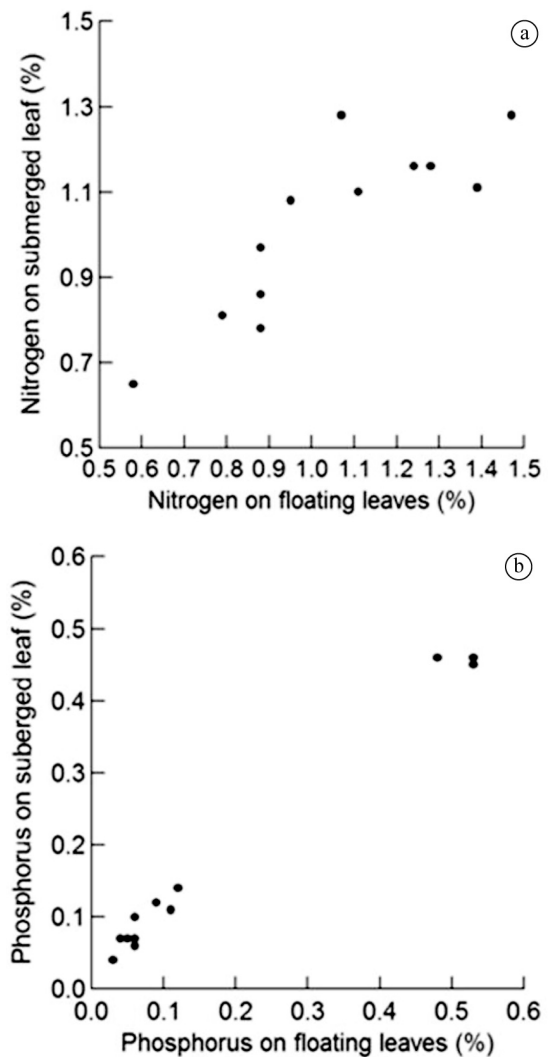 a
1.5
1.3
1.1
0.9
0.7
0.5
Nitrogen on submerged leaf (%)
0.5 0.6 0.7 0.8 0.9 1.0 1.1 1.2 1.3 1.4 1.5
Nitrogen on floating leaves (%)
b
0.6
0.5
0.4
0.3
0.2
0.1
0.0
Phosphorus on suberged leaf (%)
0.0 0.1 0.2 0.3 0.4 0.5 0.6
Phosphorus on floating leaves (%)